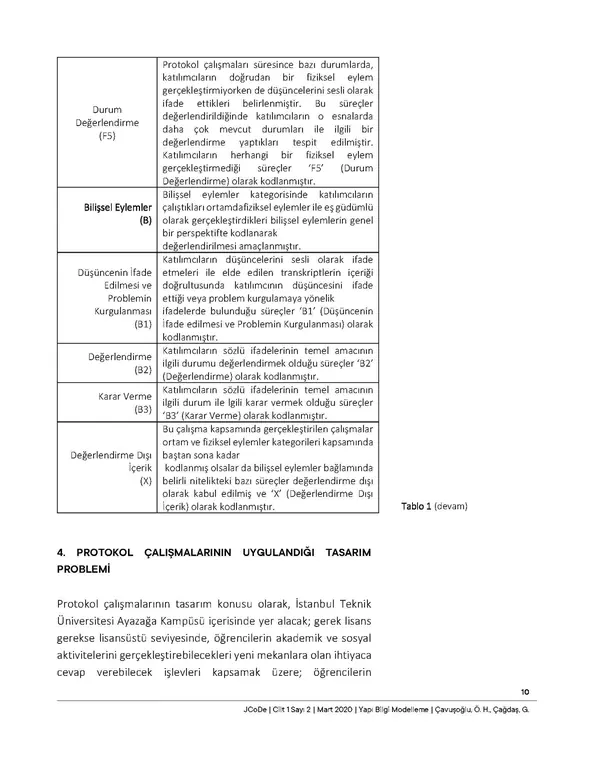 Durum
Değerlendirme
(F5)
Protokol çalışmaları süresince bazı durumlarda,
katılımcıların doğrudan bir fiziksel eylem
gerçekleştirmiyorken de düşüncelerini sesli olarak
ifade ettikleri belirlenmiştir. Bu süreçler
değerlendirildiğinde katılımcıların o esnalarda
daha çok mevcut durumları ile ilgili bir
değerlendirme yaptıkları tespit edilmiştir.
Katılımcıların herhangi bir fiziksel eylem
gerçekleştirmediği süreçler 'F5' (Durum
Değerlendirme) olarak kodlanmıştır.
Bilişsel Eylemler
(B)
Bilişsel eylemler kategorisinde katılımcıların
çalıştıkları ortamdafiziksel eylemler ile eş güdümlü
olarak gerçekleştirdikleri bilişsel eylemlerin genel
bir perspektifte kodlanarak
değerlendirilmesi amaçlanmıştır.
Düşüncenin İfade
Edilmesi ve
Problemin
Kurgulanması
(B1)
Katılımcıların düşüncelerini sesli olarak ifade
etmeleri ile elde edilen transkriptlerin içeriği
doğrultusunda katılımcının düşüncesini ifade
ettiği veya problem kurgulamaya yönelik
ifadelerde bulunduğu süreçler 'B1' (Düşüncenin
İfade edilmesi ve Problemin Kurgulanması) olarak
kodlanmıştır.
Değerlendirme
(B2)
Katılımcıların sözlü ifadelerinin temel amacının
ilgili durumu değerlendirmek olduğu süreçler 'B2'
(Değerlendirme) olarak kodlanmıştır.
Karar Verme
(B3)
Katılımcıların sözlü ifadelerinin temel amacının
ilgili durum ile lgili karar vermek olduğu süreçler
'B3' (Karar Verme) olarak kodlanmıştır.
Değerlendirme Dışı
İçerik
(X)
Bu çalışma kapsamında gerçekleştirilen çalışmalar
ortam ve fiziksel eylemler kategorileri kapsamında
baştan sona kadar
kodlanmış olsalar da bilişsel eylemler bağlamında
belirli nitelikteki bazı süreçler değerlendirme dışı
olarak kabul edilmiş ve 'X' (Değerlendirme Dışı
İçerik) olarak kodlanmıştır.
Tablo 1 (devam)
4. PROTOKOL ÇALIŞMALARININ UYGULANDIĞI TASARIM
PROBLEMİ
Protokol çalışmalarının tasarım konusu olarak, İstanbul Teknik
Üniversitesi Ayazağa Kampüsü içerisinde yer alacak; gerek lisans
gerekse lisansüstü seviyesinde, öğrencilerin akademik ve sosyal
aktivitelerini gerçekleştirebilecekleri yeni mekanlara olan ihtiyaca
cevap verebilecek işlevleri kapsamak üzere; öğrencilerin
10
JCoDe | Cilt 1 Sayı 2 | Mart 2020 | Yapı Bilgi Modelleme | Çavuşoğlu, Ö. H., Çağdaş, G.